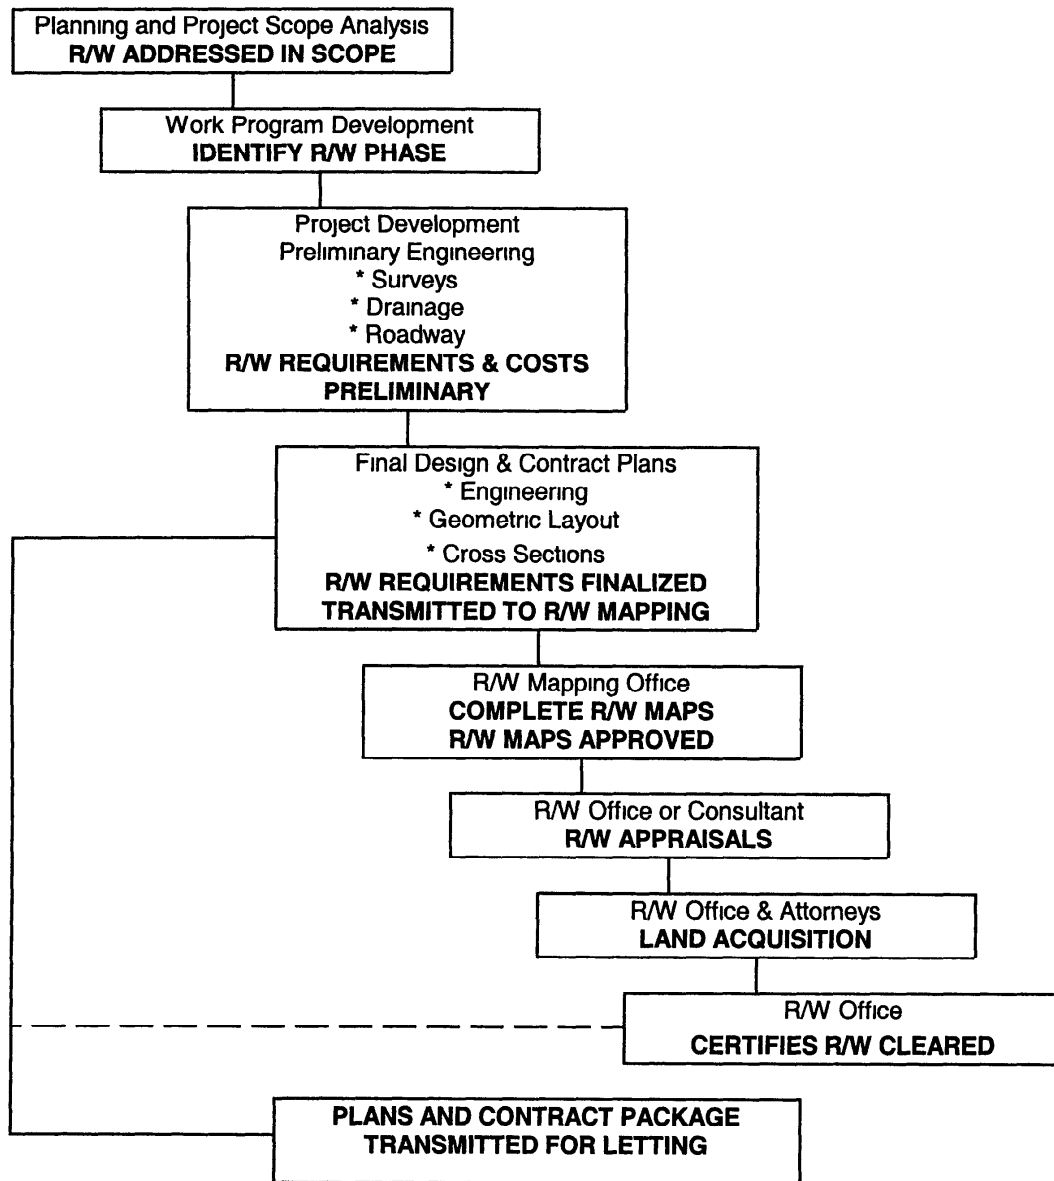 Planning and Project Scope Analysis
R/W ADDRESSED IN SCOPE
Work Program Development
IDENTIFY R/W PHASE
Project Development
Preliminary Engineering
* Surveys
* Drainage
* Roadway
R/W REQUIREMENTS & COSTS
PRELIMINARY
Final Design & Contract Plans
* Engineering
* Geometric Layout
* Cross Sections
R/W REQUIREMENTS FINALIZED
TRANSMITTED TO R/W MAPPING
R/W Mapping Office
COMPLETE R/W MAPS
R/W MAPS APPROVED
R/W Office or Consultant
R/W APPRAISALS
R/W Office & Attorneys
LAND ACQUISITION
R/W Office
CERTIFIES R/W CLEARED
PLANS AND CONTRACT PACKAGE
TRANSMITTED FOR LETTING